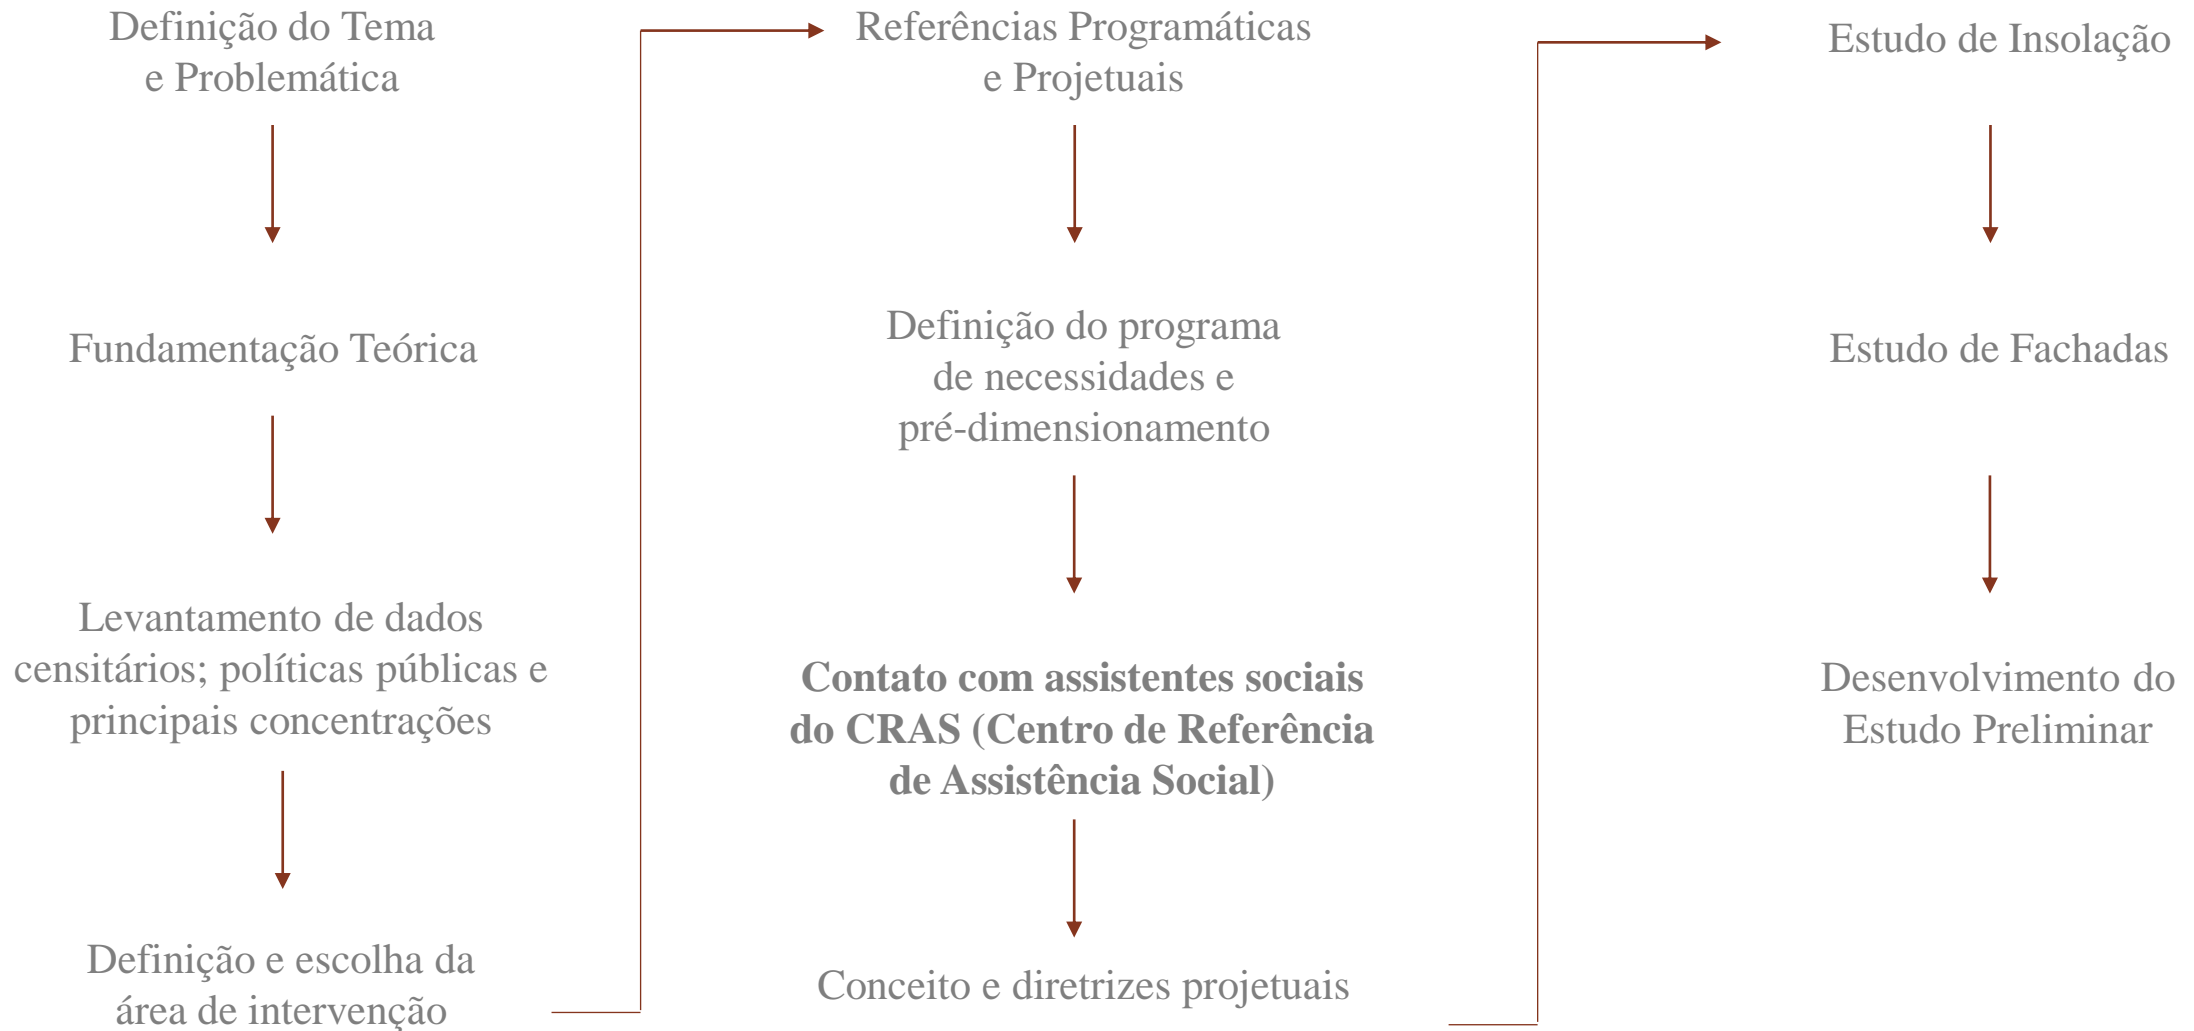 Definição do Tema
e Problemática
Fundamentação Teórica
Levantamento de dados
censitários; políticas públicas e
principais concentrações
Definição e escolha da
área de intervenção
Referências Programáticas
e Projetuais
Definição do programa
de necessidades e
pré-dimensionamento
Contato com assistentes sociais
do CRAS (Centro de Referência
de Assistência Social)
Conceito e diretrizes projetuais
Estudo de Insolação
Estudo de Fachadas
Desenvolvimento do
Estudo Preliminar